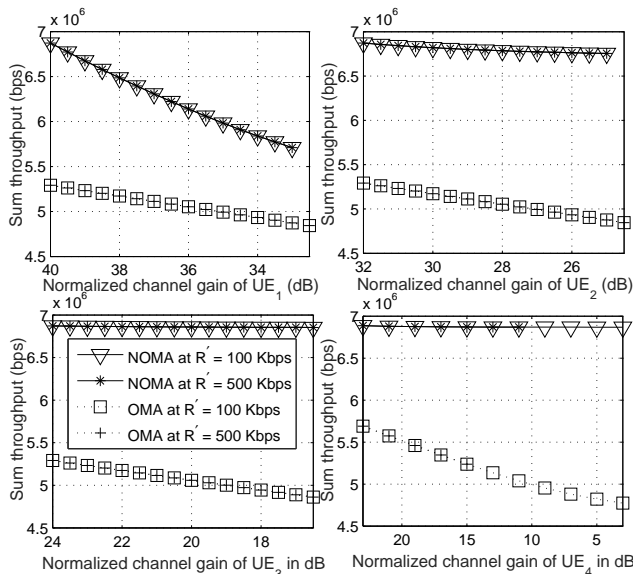 x 10^6
7
6.5
6
5.5
5
4.5
Sum throughput (bps)
40 38 36 34
Normalized channel gain of UE_1 (dB)
x 10^6
7
6.5
6
5.5
5
4.5
Sum throughput (bps)
32 30 28 26
Normalized channel gain of UE_2 (dB)
x 10^6
7
6.5
6
5.5
5
4.5
Sum throughput (bps)
NOMA at R′ = 100 Kbps
NOMA at R′ = 500 Kbps
OMA at R′ = 100 Kbps
OMA at R′ = 500 Kbps
24 22 20 18
Normalized channel gain of UE_3 in dB
x 10^6
7
6.5
6
5.5
5
4.5
Sum throughput (bps)
20 15 10 5
Normalized channel gain of UE_4 in dB